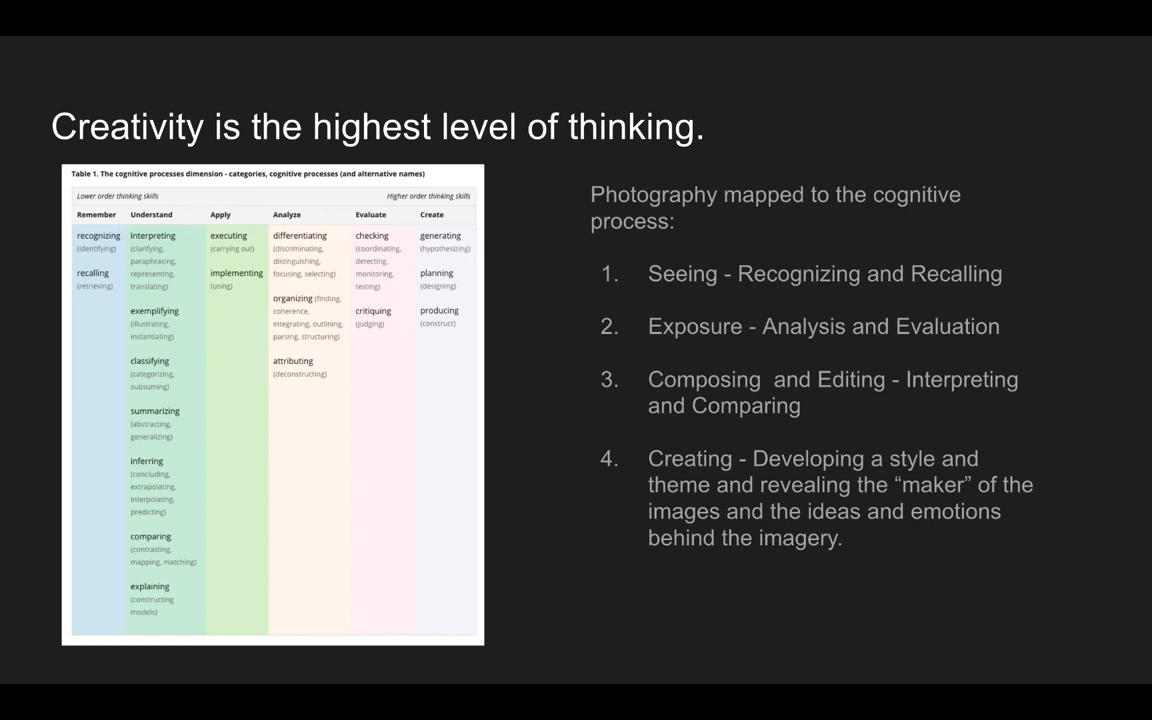 Creativity is the highest level of thinking.
Table 1. The cognitive processes dimension - categories, cognitive processes (and alternative names)
Lower order thinking skills
Higher order thinking skills
Remember
Understand
Apply
Analyze
Evaluate
Create
recognizing
(identifying)
recalling
(retrieving)
interpreting
(clarifying,
paraphrasing,
representing,
translating)
exemplifying
(illustrating,
instantiating)
classifying
(categorizing,
subsuming)
summarizing
(abstracting,
generalizing)
inferring
(concluding,
extrapolating,
interpolating,
predicting)
comparing
(contrasting,
mapping, matching)
explaining
(constructing
models)
executing
(carrying out)
implementing
(using)
differentiating
(discriminating,
distinguishing,
focusing, selecting)
organizing (finding,
coherence,
integrating, outlining,
parsing, structuring)
attributing
(deconstructing)
checking
(coordinating,
detecting,
monitoring,
testing)
critiquing
(judging)
generating
(hypothesizing)
planning
(designing)
producing
(construct)
Photography mapped to the cognitive
process:
1. Seeing - Recognizing and Recalling
2. Exposure - Analysis and Evaluation
3. Composing  and Editing - Interpreting
and Comparing
4. Creating - Developing a style and
theme and revealing the “maker” of the
images and the ideas and emotions
behind the imagery.